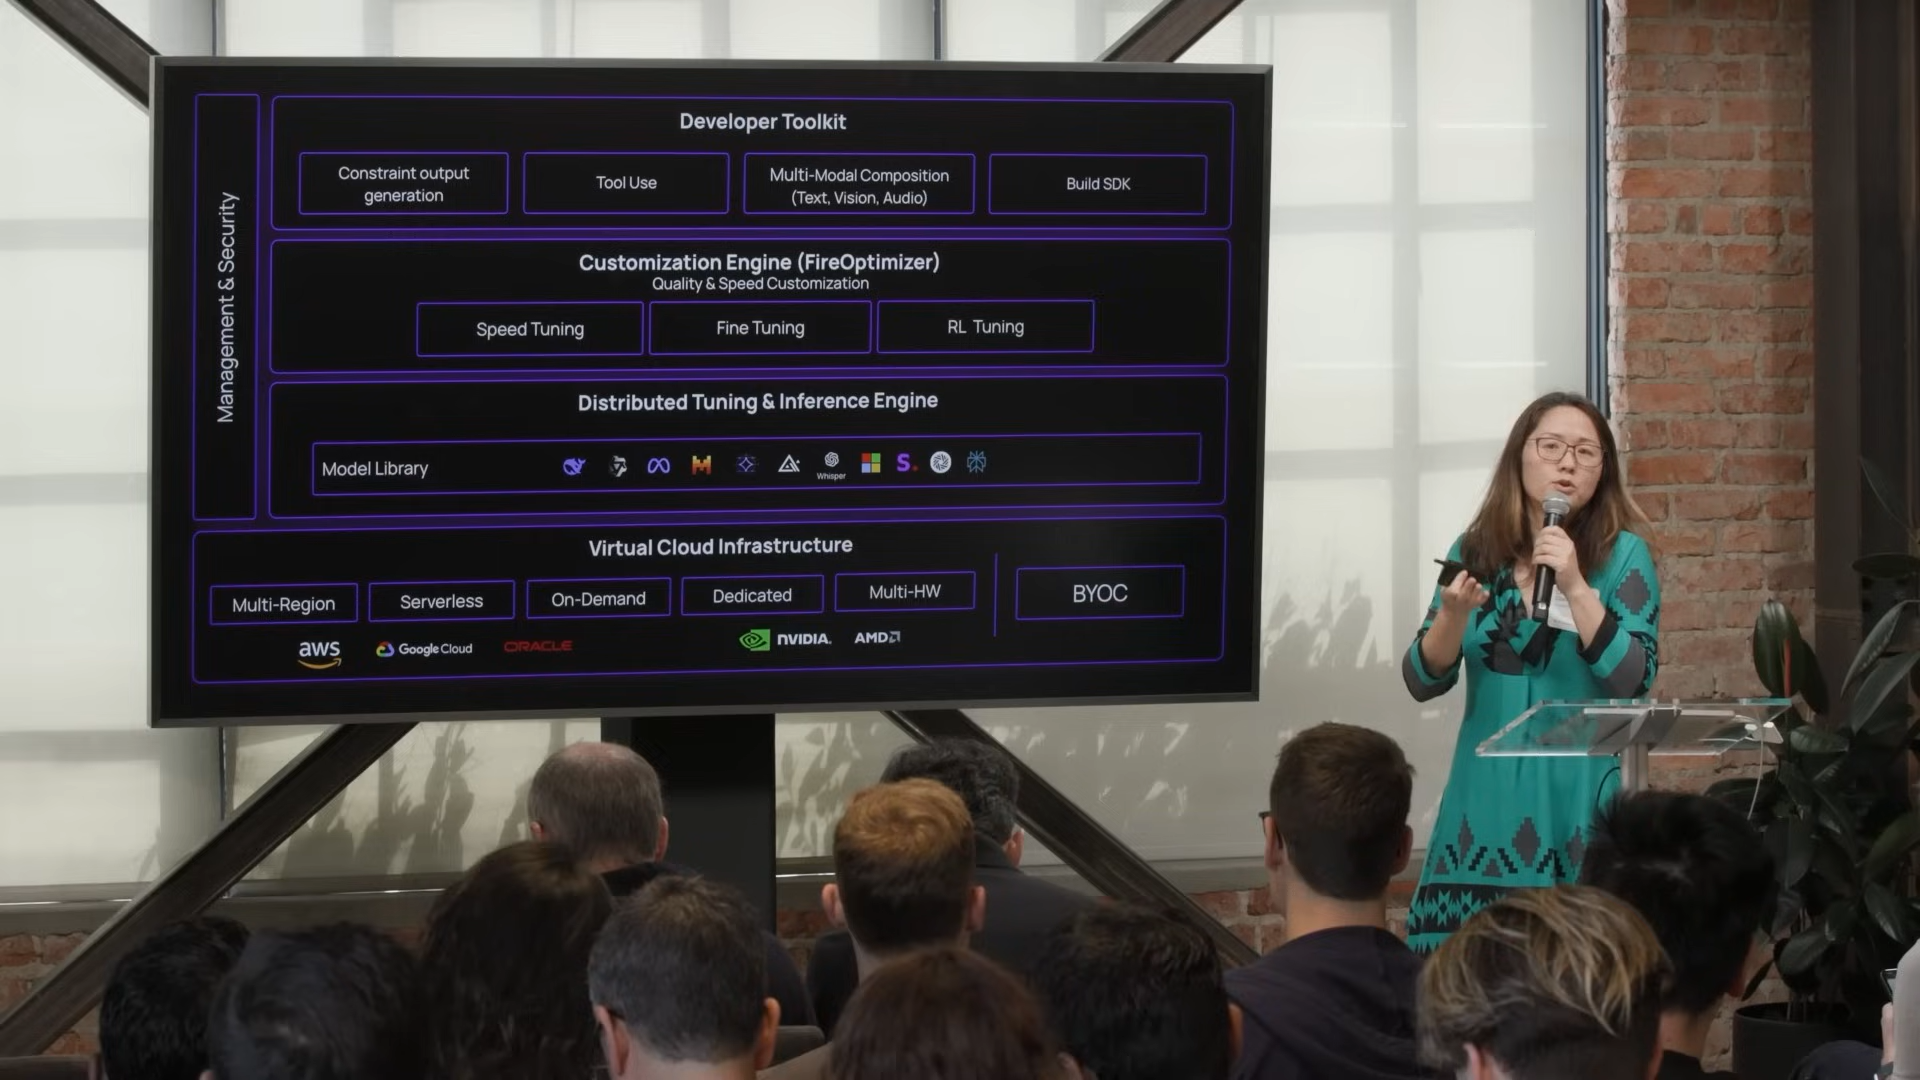 Management & Security
Developer Toolkit
Constraint output
generation
Tool Use
Multi-Modal Composition
(Text, Vision, Audio)
Build SDK
Customization Engine (FireOptimizer)
Quality & Speed Customization
Speed Tuning
Fine Tuning
RL Tuning
Distributed Tuning & Inference Engine
Model Library
Whisper
S.
Virtual Cloud Infrastructure
Multi-Region
Serverless
On-Demand
Dedicated
Multi-HW
BYOC
aws
Google Cloud
ORACLE
NVIDIA.
AMD